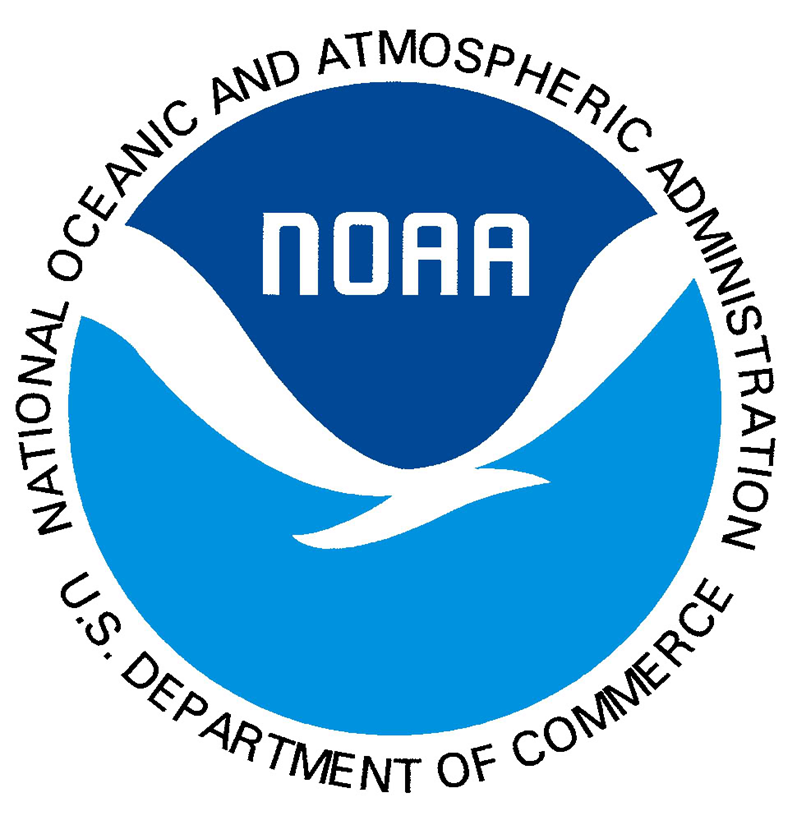 NATIONAL OCEANIC AND ATMOSPHERIC ADMINISTRATION
NOAA
U.S. DEPARTMENT OF COMMERCE